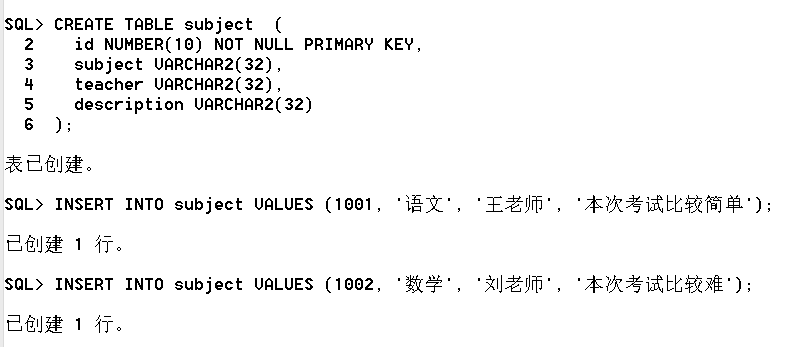 SQL> CREATE TABLE subject  (
  2    id NUMBER(10) NOT NULL PRIMARY KEY,
  3    subject VARCHAR2(32),
  4    teacher VARCHAR2(32),
  5    description VARCHAR2(32)
  6  );
表已创建。
SQL> INSERT INTO subject VALUES (1001, '语文', '王老师', '本次考试比较简单');
已创建 1 行。
SQL> INSERT INTO subject VALUES (1002, '数学', '刘老师', '本次考试比较难');
已创建 1 行。